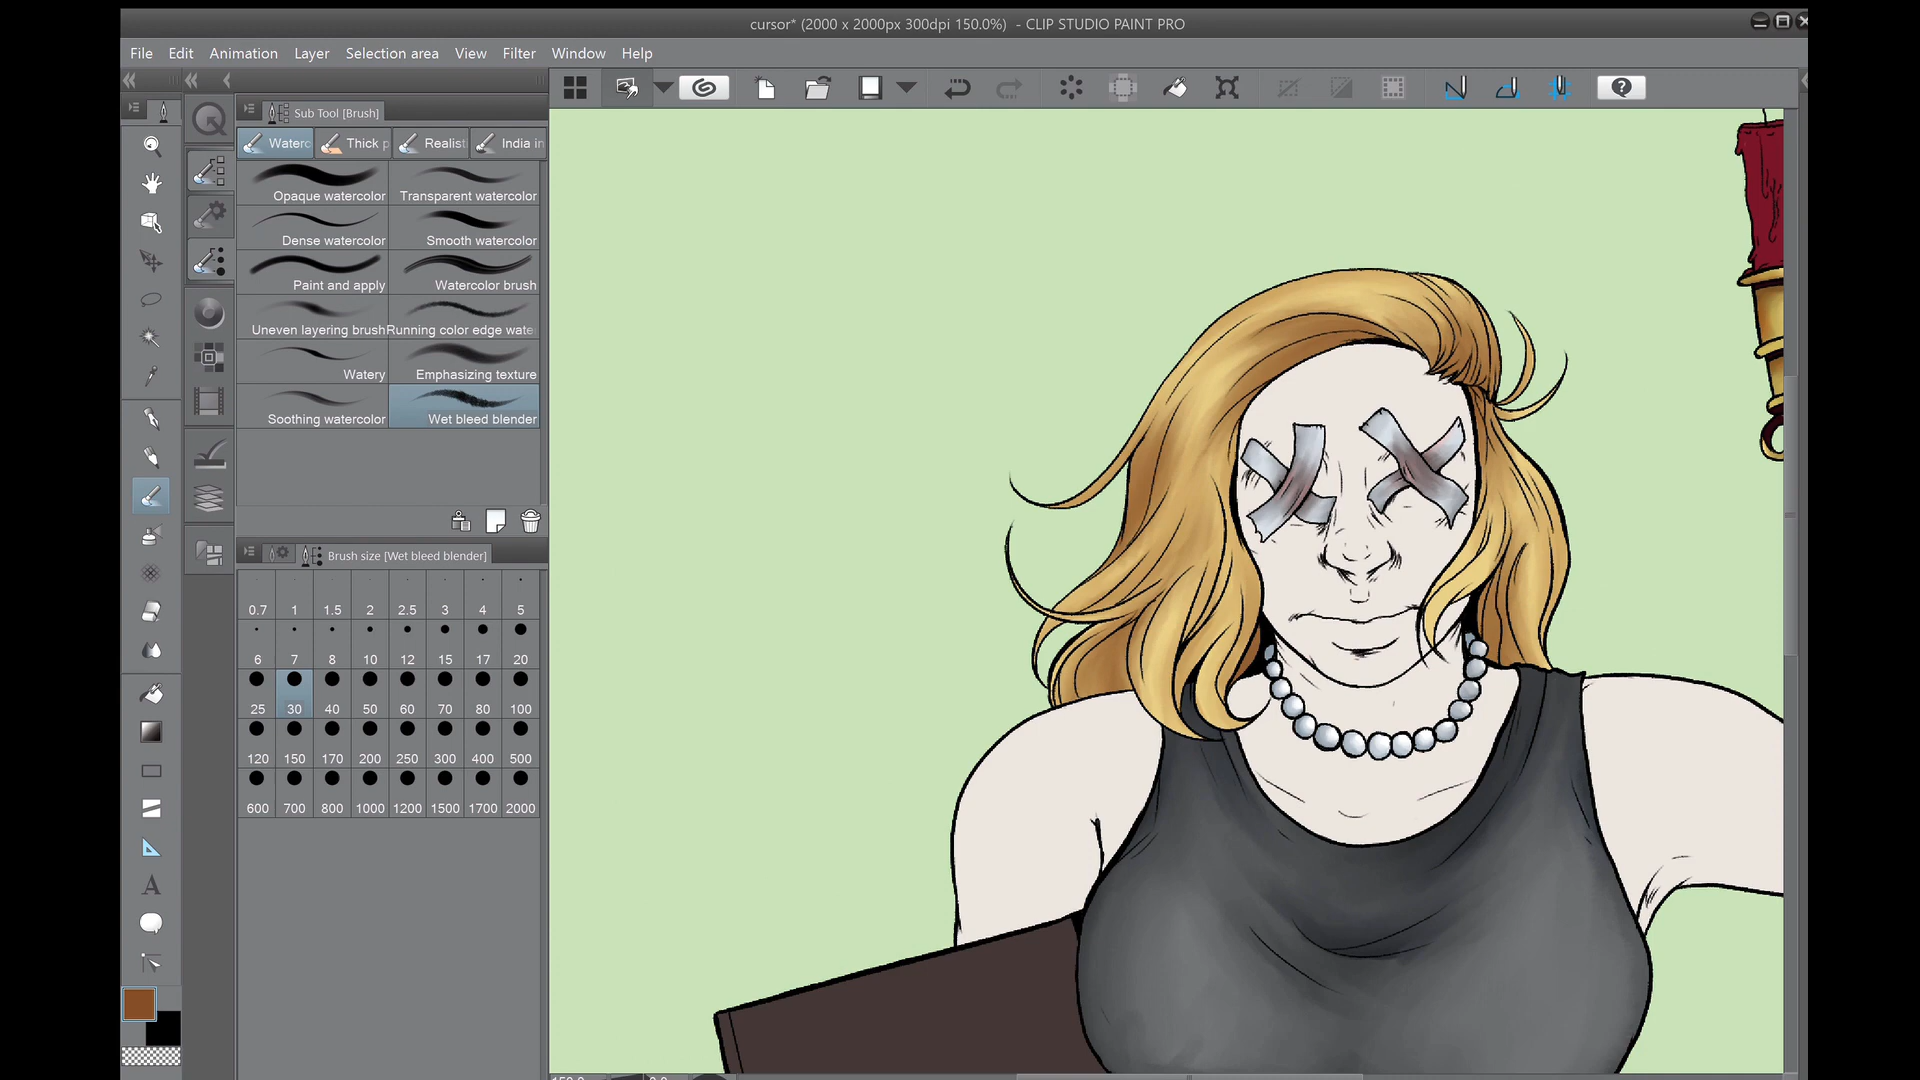 cursor* (2000 x 2000px 300dpi 150.0%) - CLIP STUDIO PAINT PRO
File Edit Animation Layer Selection area View Filter Window Help
Sub Tool [Brush]
Waterc Thick p Realist India in
Opaque watercolor Transparent watercolor
Dense watercolor Smooth watercolor
Paint and apply Watercolor brush
Uneven layering brush Running color edge wate
Watery Emphasizing texture
Soothing watercolor Wet bleed blender
Brush size [Wet bleed blender]
0.7 1 1.5 2 2.5 3 4 5
6 7 8 10 12 15 17 20
25 30 40 50 60 70 80 100
120 150 170 200 250 300 400 500
600 700 800 1000 1200 1500 1700 2000